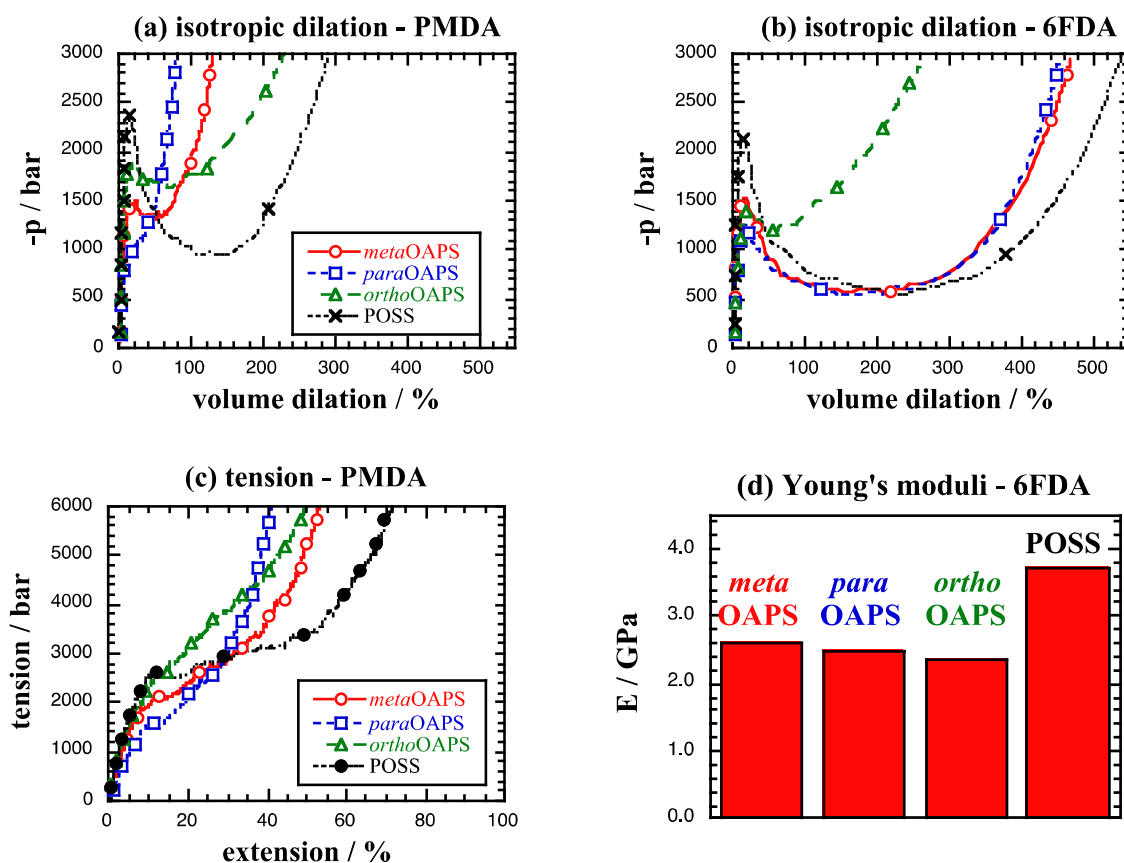 (a) isotropic dilation - PMDA
3000
2500
2000
1500
1000
500
0
-p / bar
metaOAPS
paraOAPS
orthoOAPS
POSS
0 100 200 300 400 500
volume dilation / %
(b) isotropic dilation - 6FDA
3000
2500
2000
1500
1000
500
0
-p / bar
0 100 200 300 400 500
volume dilation / %
(c) tension - PMDA
6000
5000
4000
3000
2000
1000
0
tension / bar
metaOAPS
paraOAPS
orthoOAPS
POSS
0 20 40 60 80 100
extension / %
(d) Young's moduli - 6FDA
4.0
3.0
2.0
1.0
0.0
E / GPa
meta
OAPS
para
OAPS
ortho
OAPS
POSS